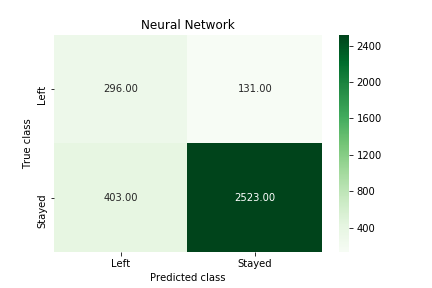 Neural Network
Left
296.00
131.00
Stayed
403.00
2523.00
True class
Left
Stayed
Predicted class
2400
2000
1600
1200
800
400